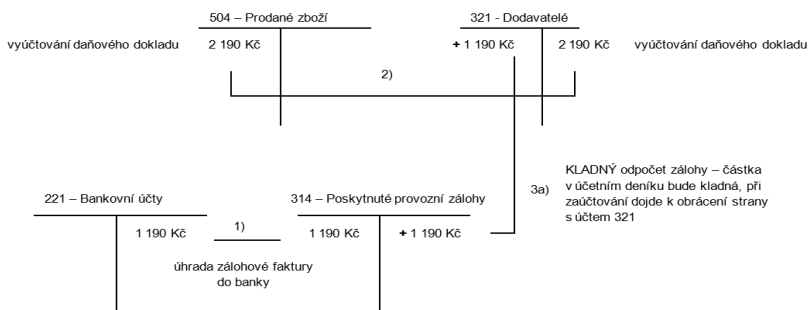 504 – Prodané zboží
321 - Dodavatelé
vyúčtování daňového dokladu 2 190 Kč + 1 190 Kč 2 190 Kč vyúčtování daňového dokladu
2)
KLADNÝ odpočet zálohy – částka
v účetním deníku bude kladná, při
zaúčtování dojde k obrácení strany
s účtem 321
3a)
221 – Bankovní účty
314 – Poskytnuté provozní zálohy
1 190 Kč 1) 1 190 Kč + 1 190 Kč
úhrada zálohové faktury
do banky